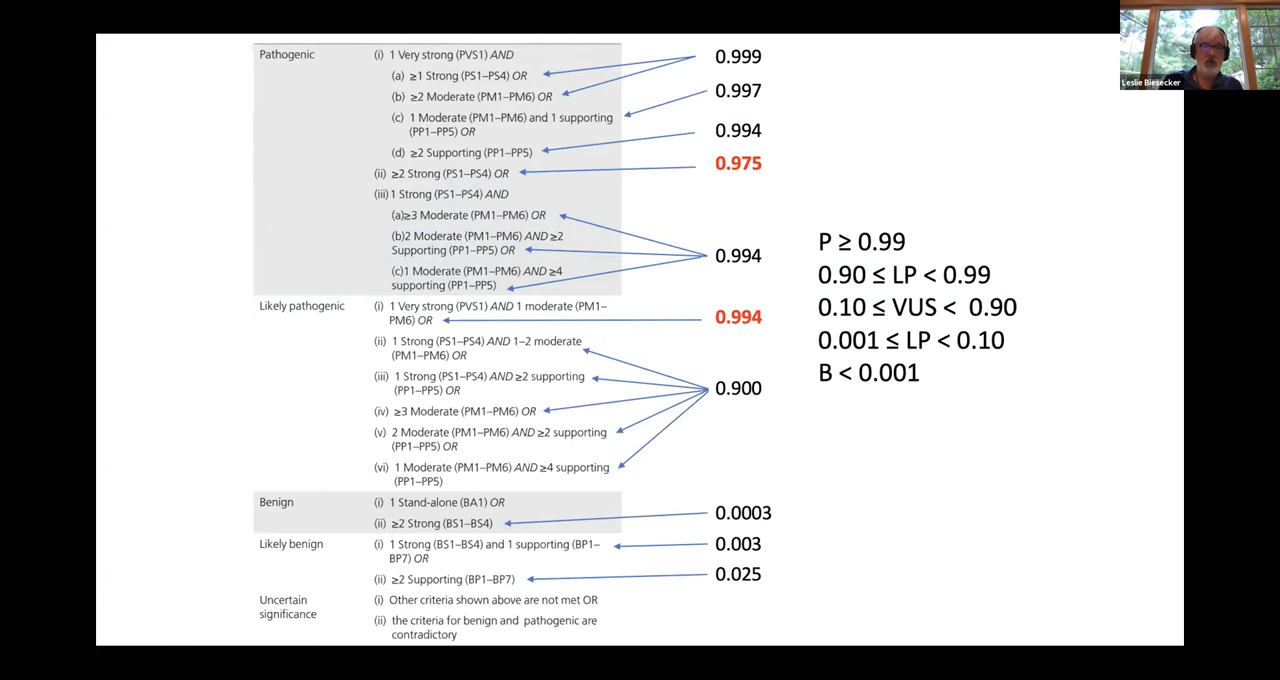 Pathogenic
(i) 1 Very strong (PVS1) AND
(a) ≥1 Strong (PS1–PS4) OR
(b) ≥2 Moderate (PM1–PM6) OR
(c) 1 Moderate (PM1–PM6) and 1 supporting
(PP1–PP5) OR
(d) ≥2 Supporting (PP1–PP5)
(ii) ≥2 Strong (PS1–PS4) OR
(iii) 1 Strong (PS1–PS4) AND
(a)≥3 Moderate (PM1–PM6) OR
(b)2 Moderate (PM1–PM6) AND ≥2
Supporting (PP1–PP5) OR
(c)1 Moderate (PM1–PM6) AND ≥4
supporting (PP1–PP5)
Likely pathogenic
(i) 1 Very strong (PVS1) AND 1 moderate (PM1–
PM6) OR
(ii) 1 Strong (PS1–PS4) AND 1–2 moderate
(PM1–PM6) OR
(iii) 1 Strong (PS1–PS4) AND ≥2 supporting
(PP1–PP5) OR
(iv) ≥3 Moderate (PM1–PM6) OR
(v) 2 Moderate (PM1–PM6) AND ≥2 supporting
(PP1–PP5) OR
(vi) 1 Moderate (PM1–PM6) AND ≥4 supporting
(PP1–PP5)
Benign
(i) 1 Stand-alone (BA1) OR
(ii) ≥2 Strong (BS1–BS4)
Likely benign
(i) 1 Strong (BS1–BS4) and 1 supporting (BP1–
BP7) OR
(ii) ≥2 Supporting (BP1–BP7)
Uncertain
significance
(i) Other criteria shown above are not met OR
(ii) the criteria for benign and pathogenic are
contradictory
0.999
0.997
0.994
0.975
0.994
0.994
0.900
0.0003
0.003
0.025
P ≥ 0.99
0.90 ≤ LP < 0.99
0.10 ≤ VUS < 0.90
0.001 ≤ LP < 0.10
B < 0.001
Leslie Biesecker